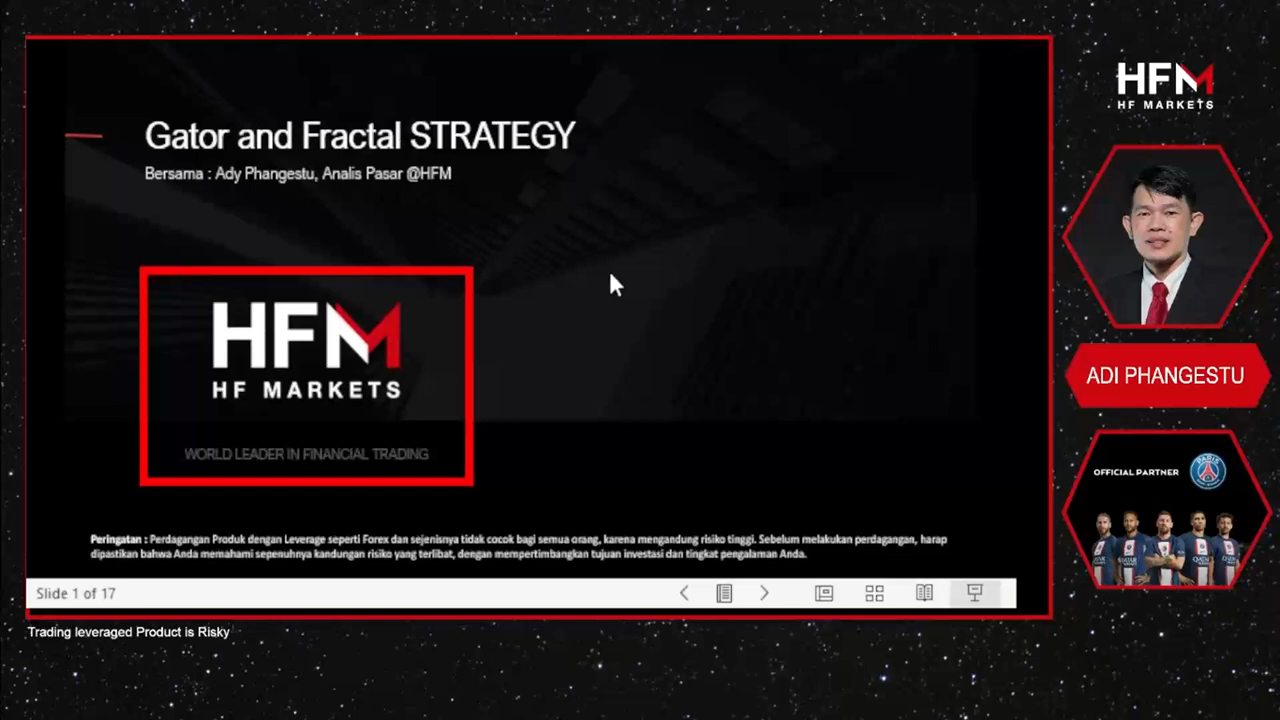 Gator and Fractal STRATEGY
Bersama : Ady Phangestu, Analis Pasar @HFM
HFM
HF MARKETS
WORLD LEADER IN FINANCIAL TRADING
Peringatan : Perdagangan Produk dengan Leverage seperti Forex dan sejenisnya tidak cocok bagi semua orang, karena mengandung risiko tinggi. Sebelum melakukan perdagangan, harap
dipastikan bahwa Anda memahami sepenuhnya kandungan risiko yang terlibat, dengan mempertimbangkan tujuan investasi dan tingkat pengalaman Anda.
Slide 1 of 17
Trading leveraged Product is Risky
HFM
HF MARKETS
ADI PHANGESTU
OFFICIAL PARTNER
PARIS